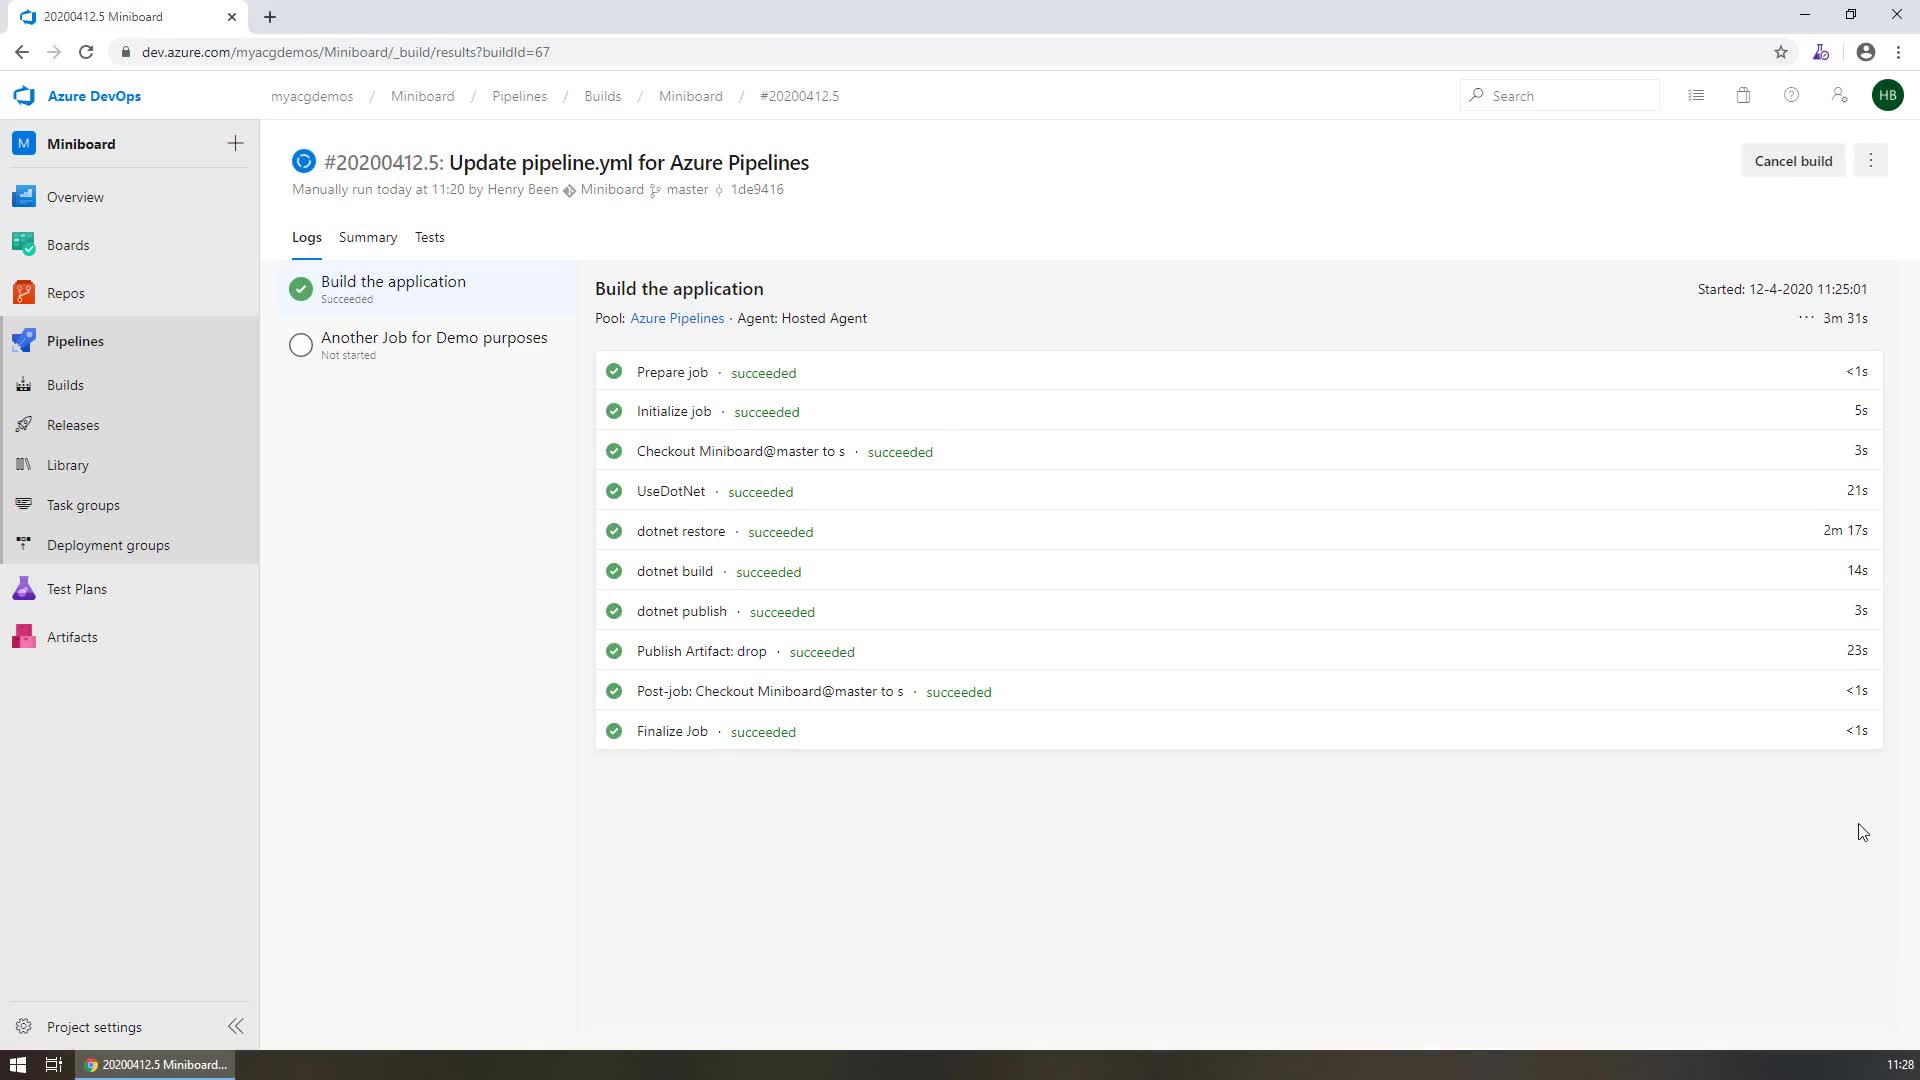 20200412.5 Miniboard
dev.azure.com/myacgdemos/Miniboard/_build/results?buildId=67
Azure DevOps
myacgdemos / Miniboard / Pipelines / Builds / Miniboard / #20200412.5
Search
HB
M Miniboard
Overview
Boards
Repos
Pipelines
Builds
Releases
Library
Task groups
Deployment groups
Test Plans
Artifacts
Project settings
#20200412.5: Update pipeline.yml for Azure Pipelines
Manually run today at 11:20 by Henry Been Miniboard master 1de9416
Cancel build
Logs Summary Tests
Build the application
Succeeded
Another Job for Demo purposes
Not started
Build the application
Started: 12-4-2020 11:25:01
Pool: Azure Pipelines · Agent: Hosted Agent
··· 3m 31s
Prepare job · succeeded <1s
Initialize job · succeeded 5s
Checkout Miniboard@master to s · succeeded 3s
UseDotNet · succeeded 21s
dotnet restore · succeeded 2m 17s
dotnet build · succeeded 14s
dotnet publish · succeeded 3s
Publish Artifact: drop · succeeded 23s
Post-job: Checkout Miniboard@master to s · succeeded <1s
Finalize Job · succeeded <1s
20200412.5 Miniboard...
11:28